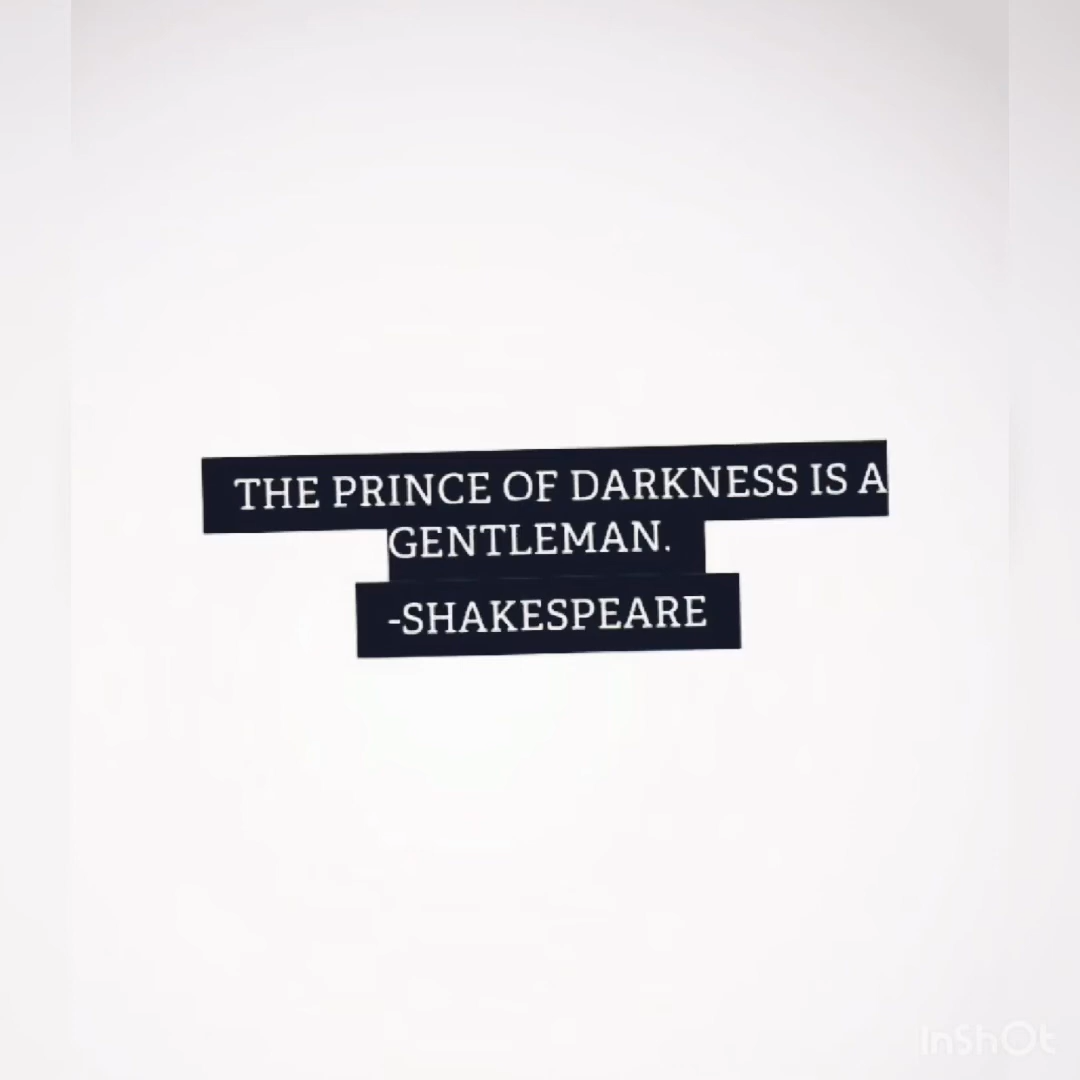 THE PRINCE OF DARKNESS IS A
GENTLEMAN.
-SHAKESPEARE
InShOt